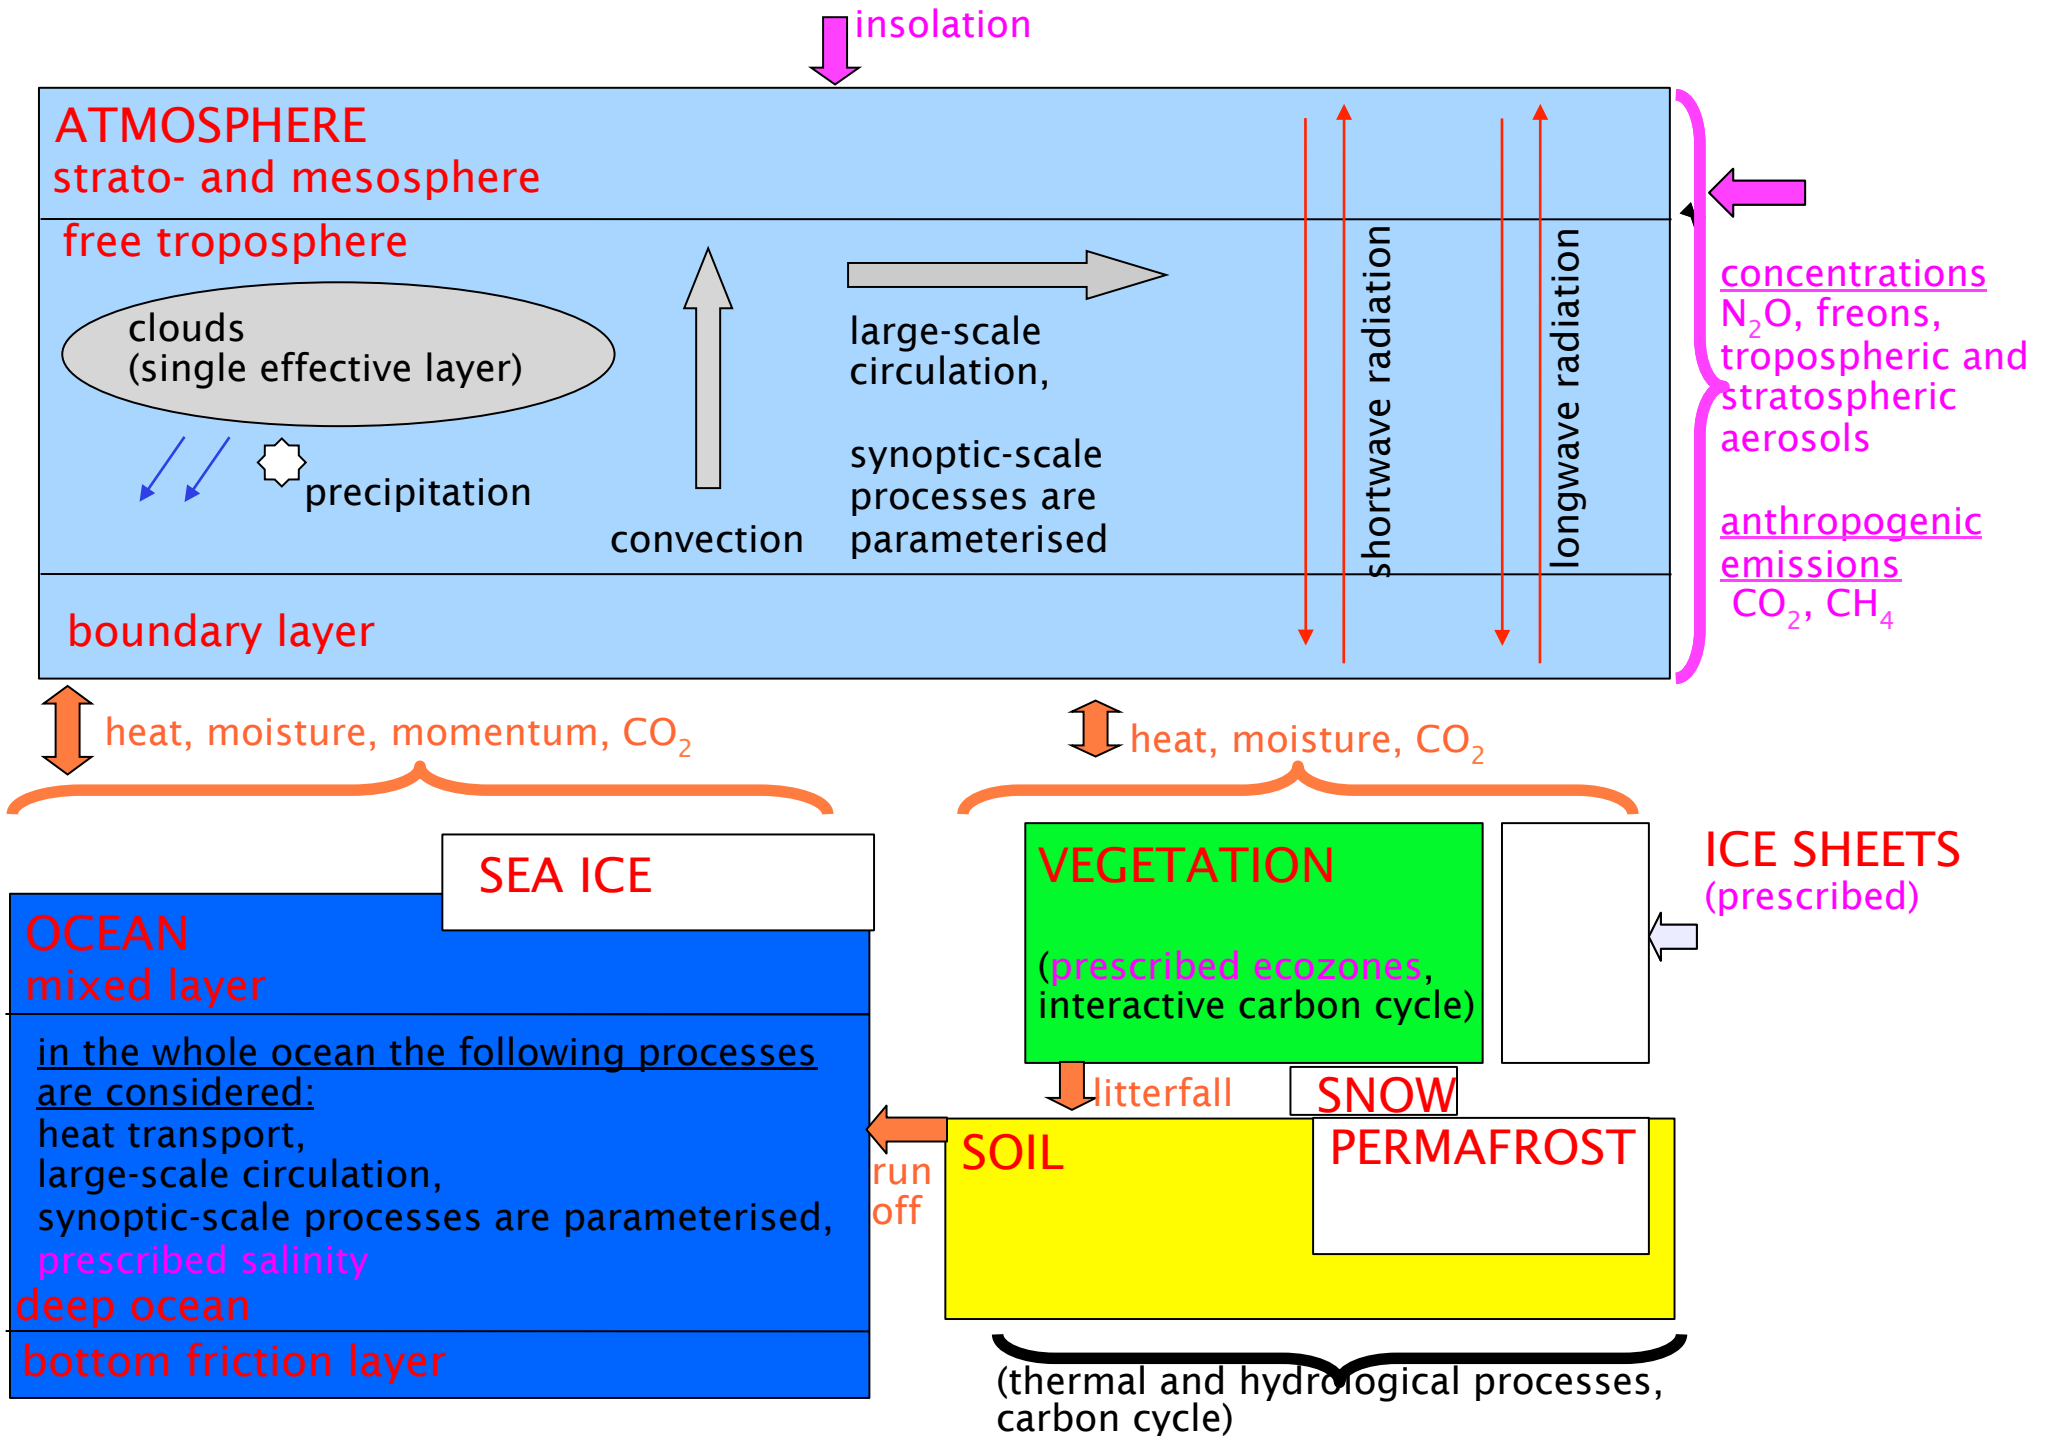 insolation
ATMOSPHERE
strato- and mesosphere
free troposphere
clouds
(single effective layer)
precipitation
convection
large-scale
circulation,
synoptic-scale
processes are
parameterised
shortwave radiation
longwave radiation
boundary layer
concentrations
N₂O, freons,
tropospheric and
stratospheric
aerosols
anthropogenic
emissions
CO₂, CH₄
heat, moisture, momentum, CO₂
heat, moisture, CO₂
SEA ICE
OCEAN
mixed layer
in the whole ocean the following processes
are considered:
heat transport,
large-scale circulation,
synoptic-scale processes are parameterised,
prescribed salinity
deep ocean
bottom friction layer
VEGETATION
(prescribed ecozones,
interactive carbon cycle)
ICE SHEETS
(prescribed)
litterfall
SNOW
run
off
SOIL
PERMAFROST
(thermal and hydrological processes,
carbon cycle)